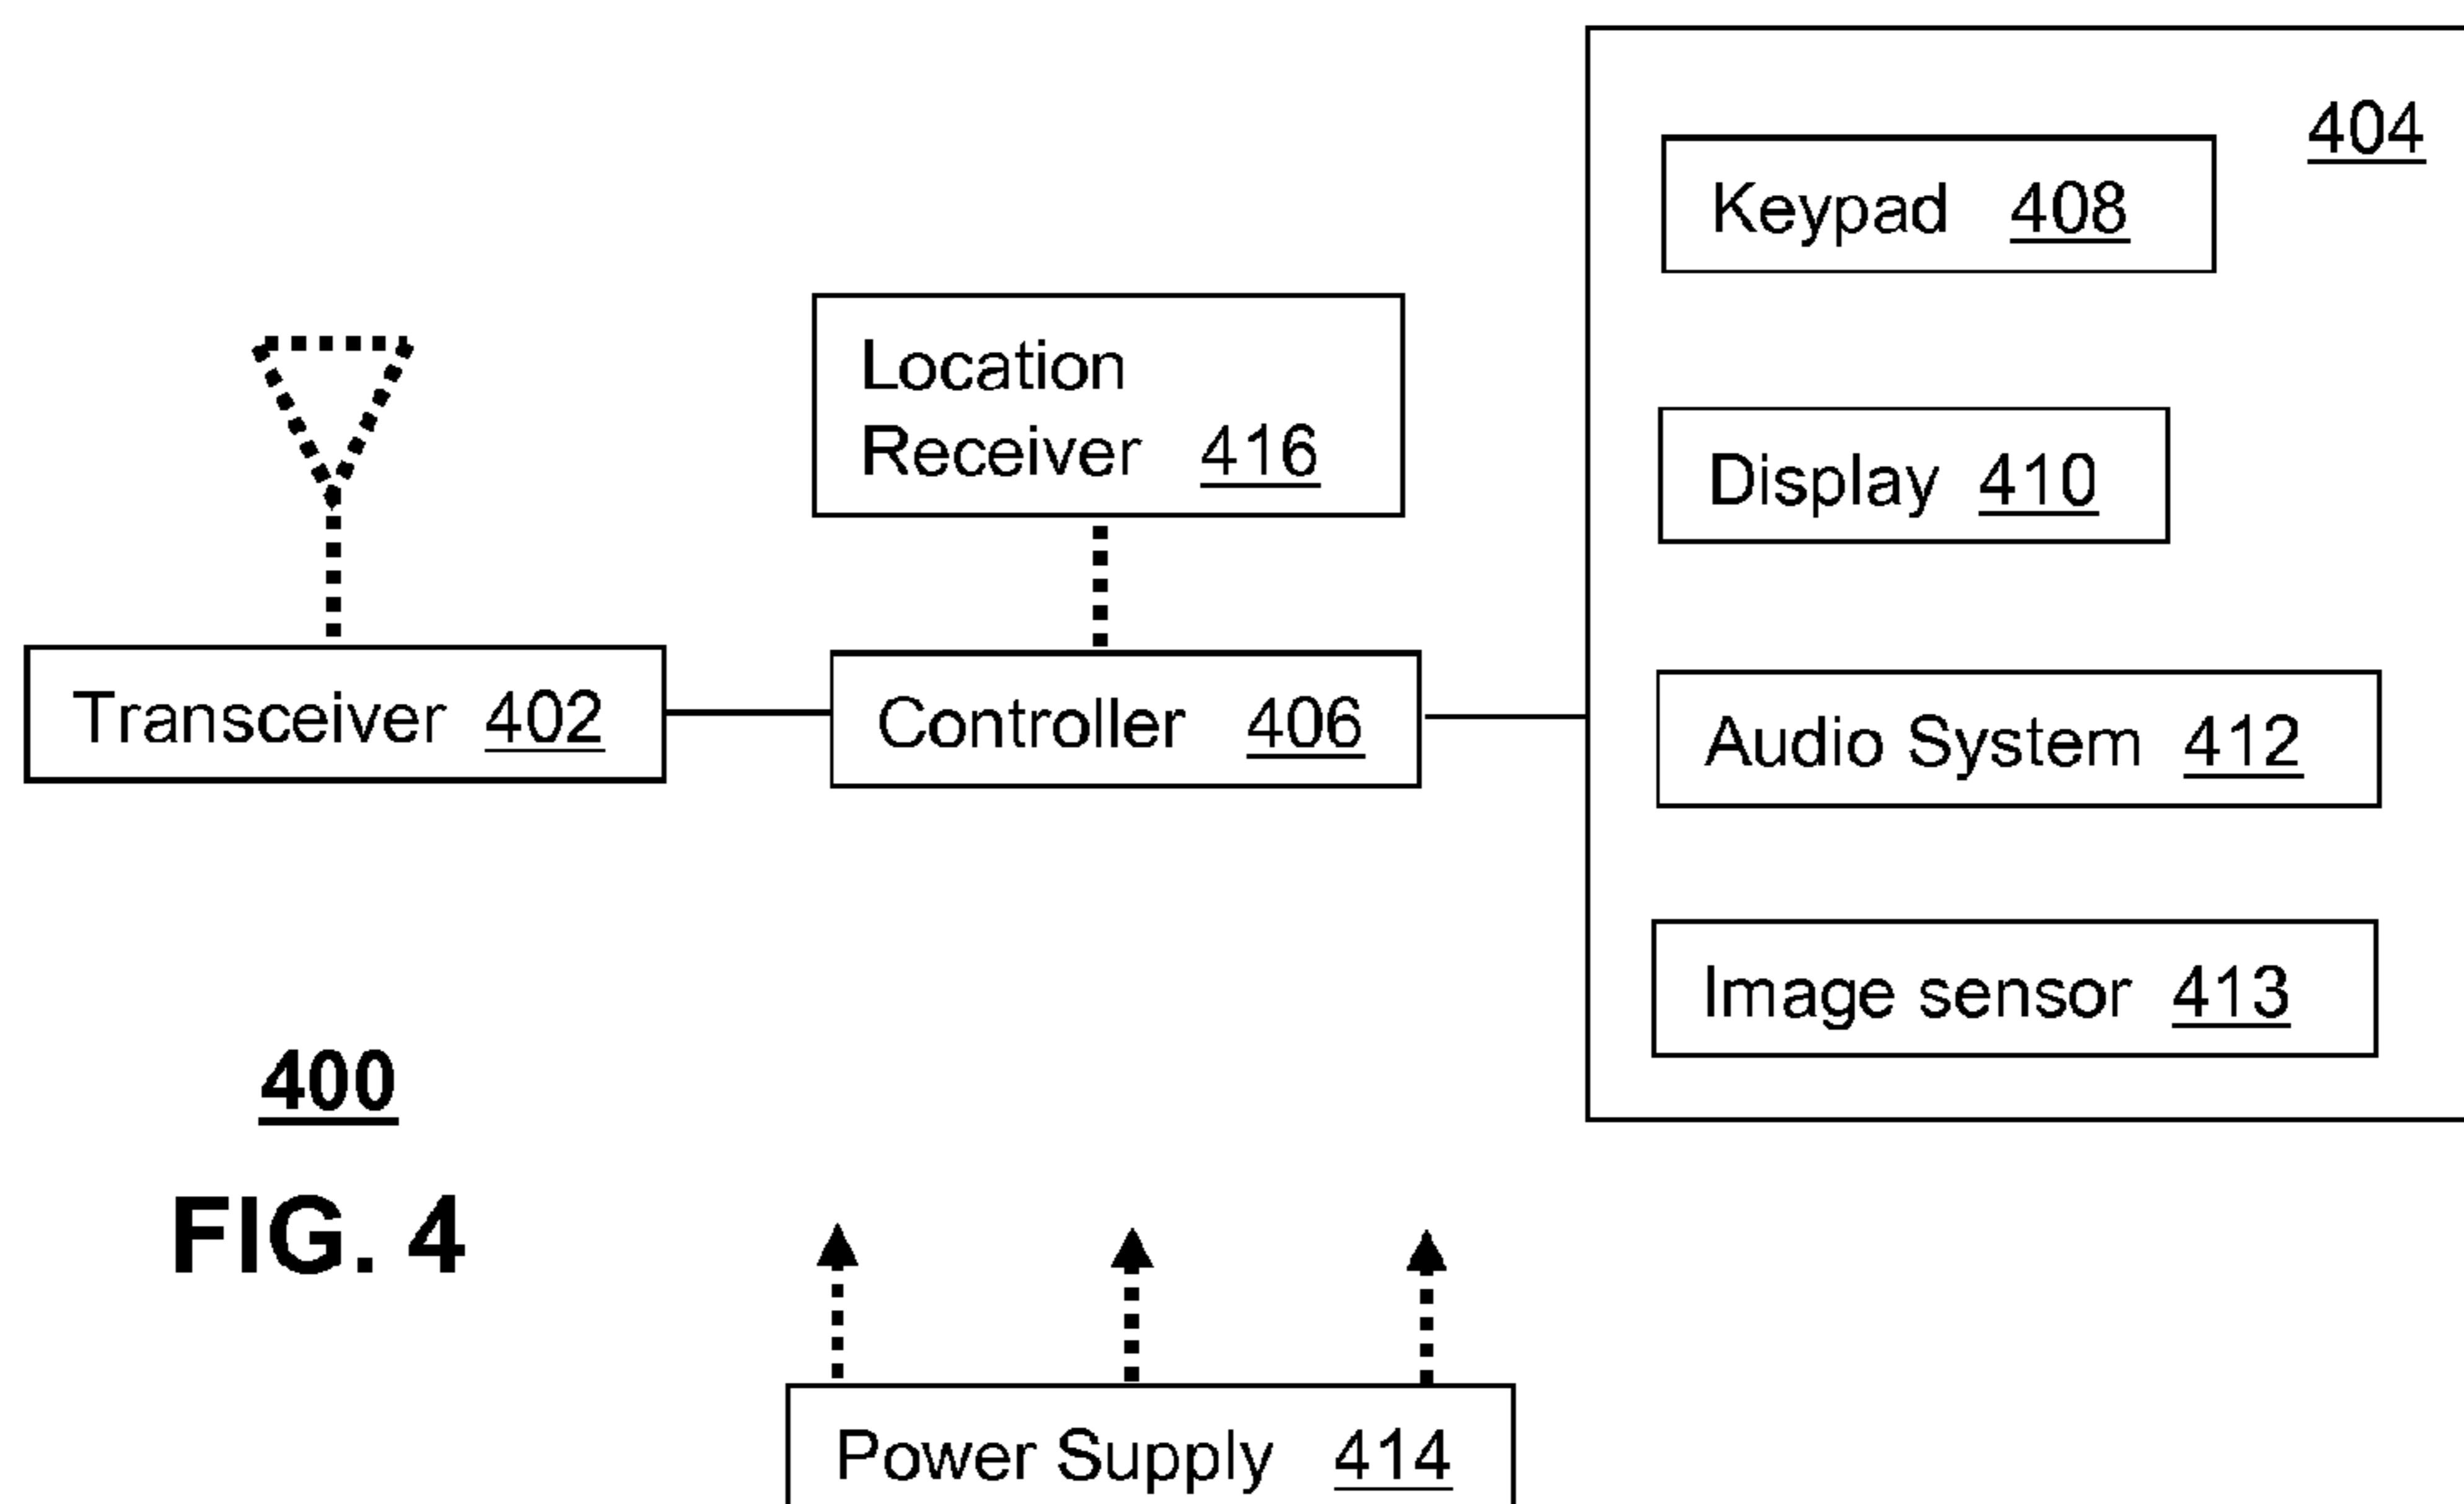 404
Keypad 408
Location
Receiver 416
Display 410
Transceiver 402
Controller 406
Audio System 412
Image sensor 413
400
FIG. 4
Power Supply 414